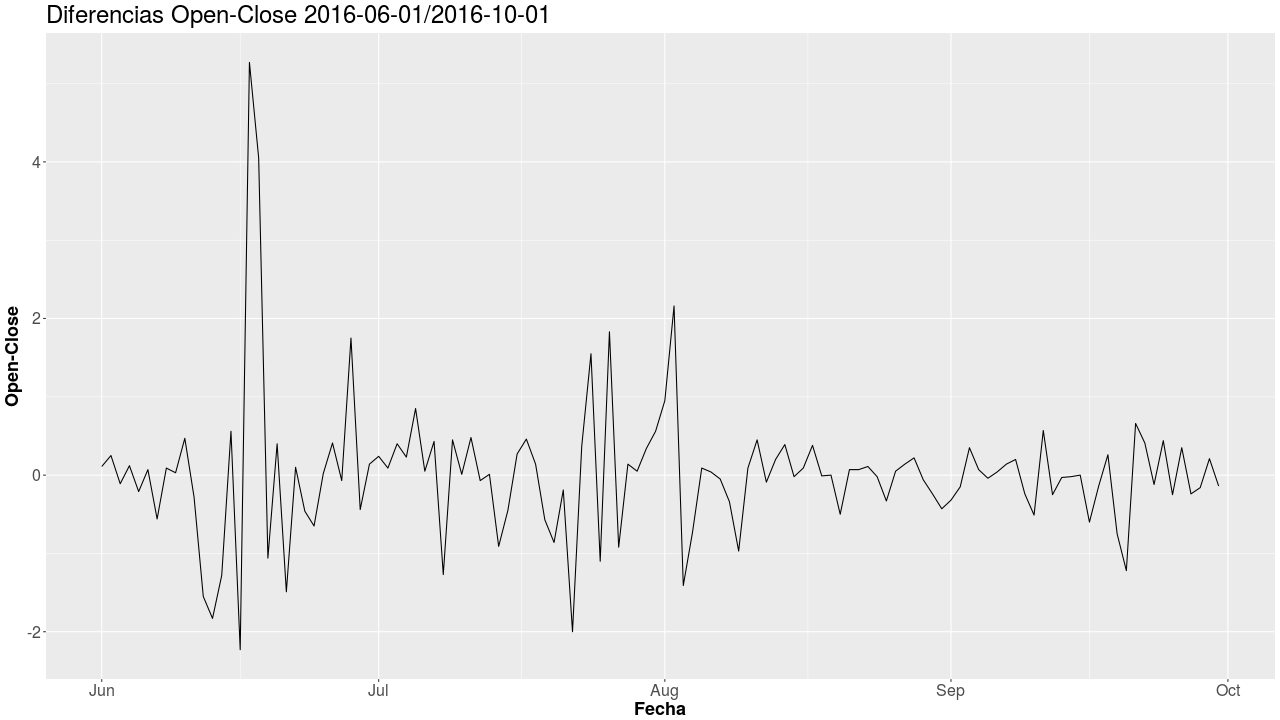 Diferencias Open-Close 2016-06-01/2016-10-01
Open-Close
4
2
0
-2
Jun Jul Aug Sep Oct
Fecha